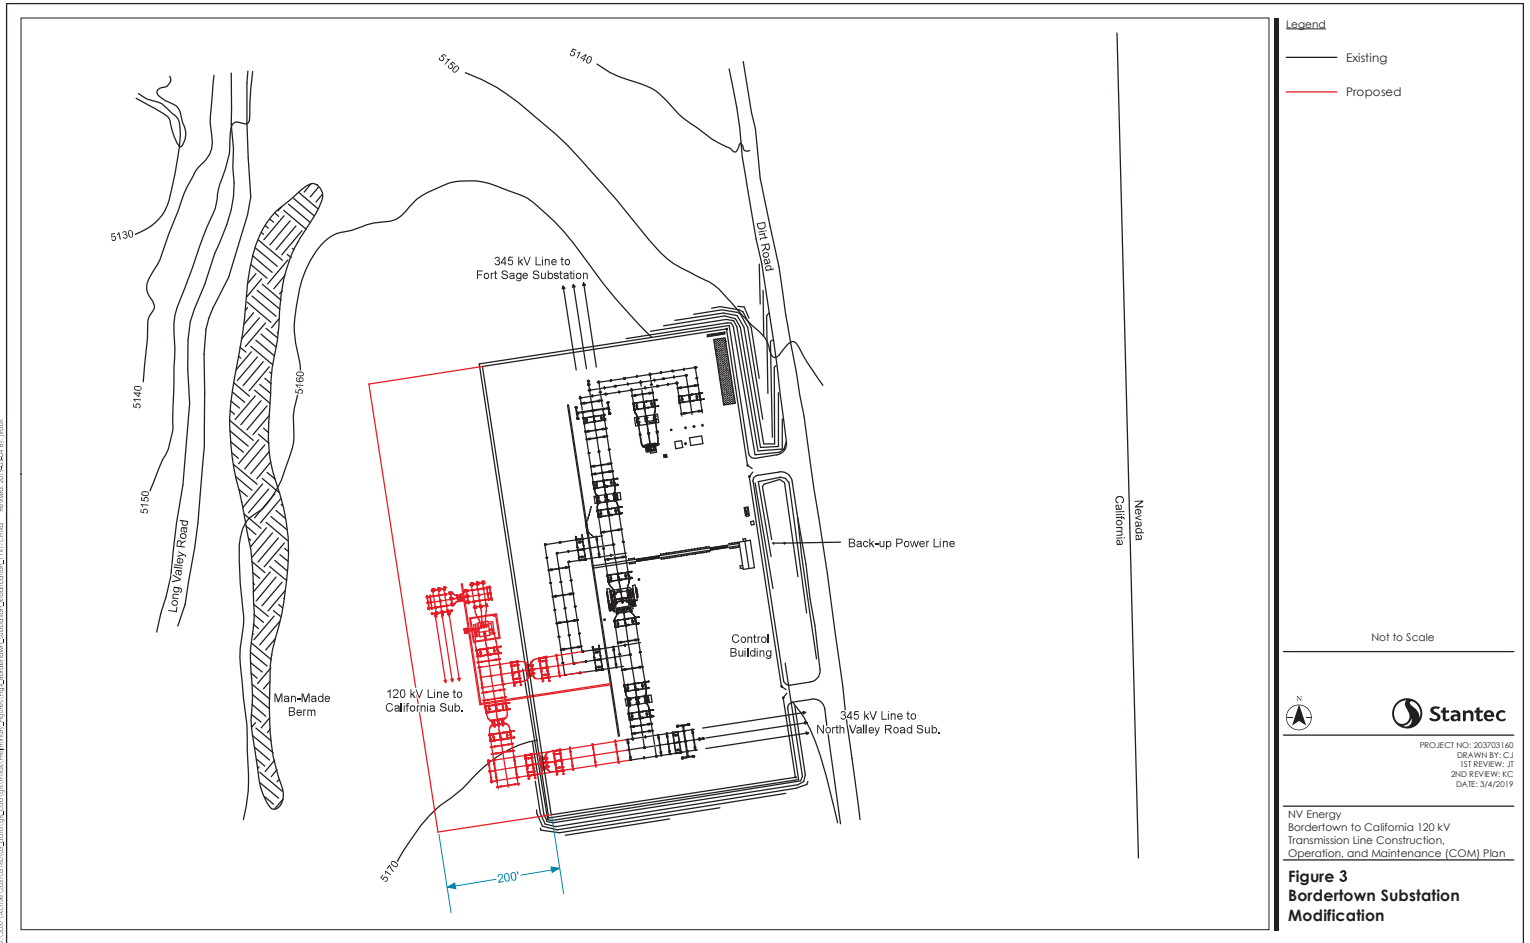 Legend
Existing
Proposed
5150
5140
5130
Dirt Road
345 kV Line to
Fort Sage Substation
5160
5140
5150
Long Valley Road
Nevada
California
Back-up Power Line
Control
Building
Man-Made
Berm
120 kV Line to
California Sub.
345 kV Line to
North Valley Road Sub.
5170
200'
Not to Scale
N
Stantec
PROJECT NO: 203703160
DRAWN BY: CJ
1ST REVIEW: JT
2ND REVIEW: KC
DATE: 3/4/2019
NV Energy
Bordertown to California 120 kV
Transmission Line Construction,
Operation, and Maintenance (COM) Plan
Figure 3
Bordertown Substation
Modification